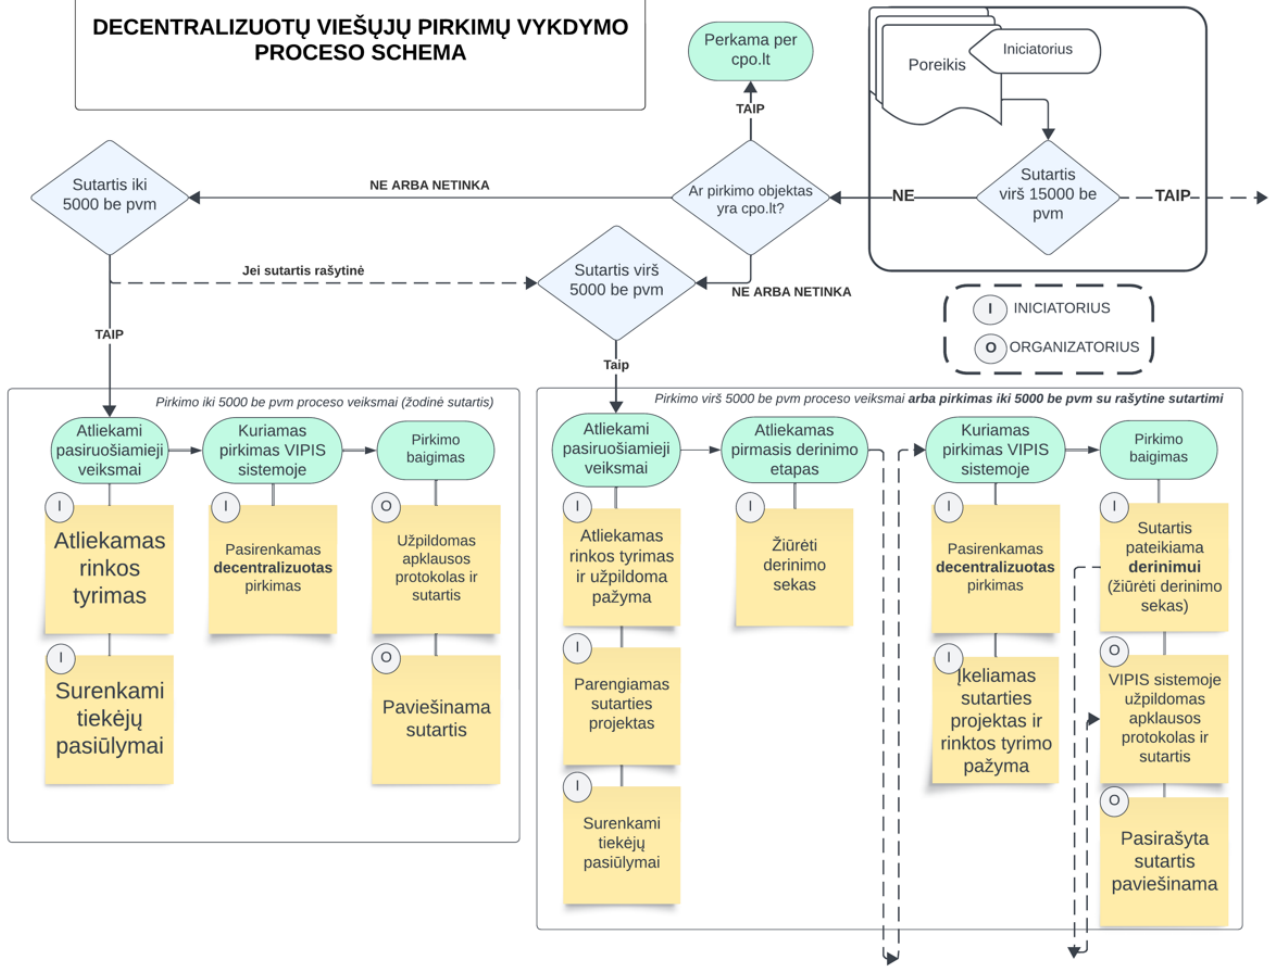 DECENTRALIZUOTŲ VIEŠŲJŲ PIRKIMŲ VYKDYMO
PROCESO SCHEMA
Perkama per
cpo.lt
Poreikis
Iniciatorius
TAIP
Sutartis iki
5000 be pvm
NE ARBA NETINKA
Ar pirkimo objektas
yra cpo.lt?
NE
Sutartis
virš 15000 be
pvm
TAIP
Jei sutartis rašytinė
Sutartis virš
5000 be pvm
NE ARBA NETINKA
I
INICIATORIUS
O
ORGANIZATORIUS
TAIP
Taip
Pirkimo iki 5000 be pvm proceso veiksmai (žodinė sutartis)
Atliekami
pasiruošiamieji
veiksmai
Kuriamas
pirkimas VIPIS
sistemoje
Pirkimo
baigimas
I
Atliekamas
rinkos
tyrimas
I
Surenkami
tiekėjų
pasiūlymai
I
Pasirenkamas
decentralizuotas
pirkimas
O
Užpildomas
apklausos
protokolas ir
sutartis
O
Paviešinama
sutartis
Pirkimo virš 5000 be pvm proceso veiksmai arba pirkimas iki 5000 be pvm su rašytine sutartimi
Atliekami
pasiruošiamieji
veiksmai
Atliekamas
pirmasis derinimo
etapas
Kuriamas
pirkimas VIPIS
sistemoje
Pirkimo
baigimas
I
Atliekamas
rinkos tyrimas
ir užpildoma
pažyma
I
Parengiamas
sutarties
projektas
I
Surenkami
tiekėjų
pasiūlymai
I
Žiūrėti
derinimo
sekas
I
Pasirenkamas
decentralizuotas
pirkimas
I
Įkeliamas
sutarties
projektas ir
rinktos tyrimo
pažyma
I
Sutartis
pateikiama
derinimui
(žiūrėti derinimo
sekas)
O
VIPIS sistemoje
užpildomas
apklausos
protokolas ir
sutartis
O
Pasirašyta
sutartis
paviešinama